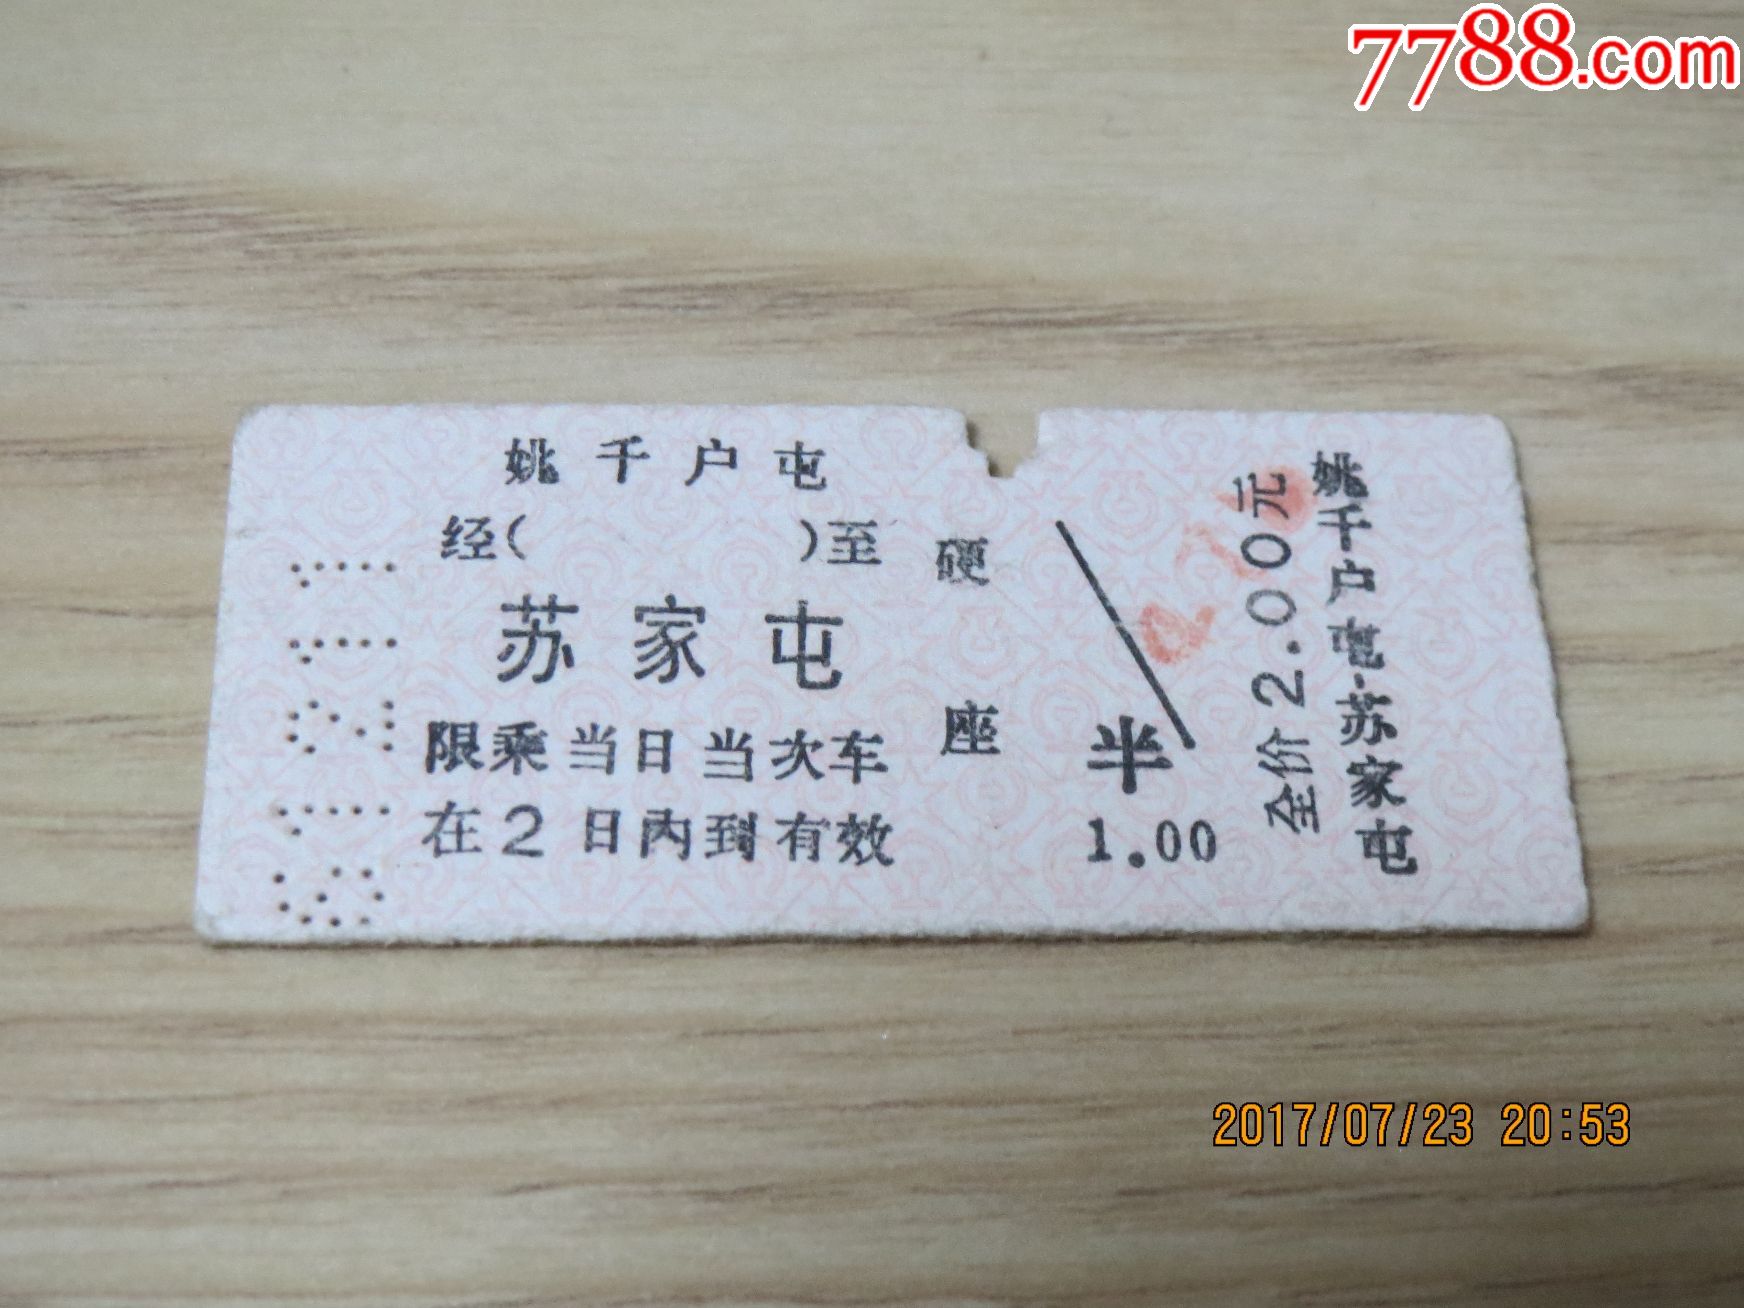 7788.com
姚千户屯
经( )至
苏家屯
限乘当日当次车
在2日内到有效
硬座
半
1.00
全价2.00元
姚千户屯-苏家屯
2017/07/23 20:53